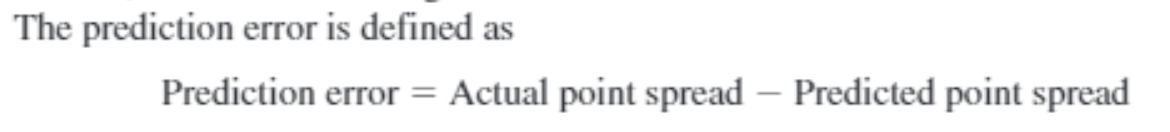 The prediction error is defined as
Prediction error = Actual point spread − Predicted point spread